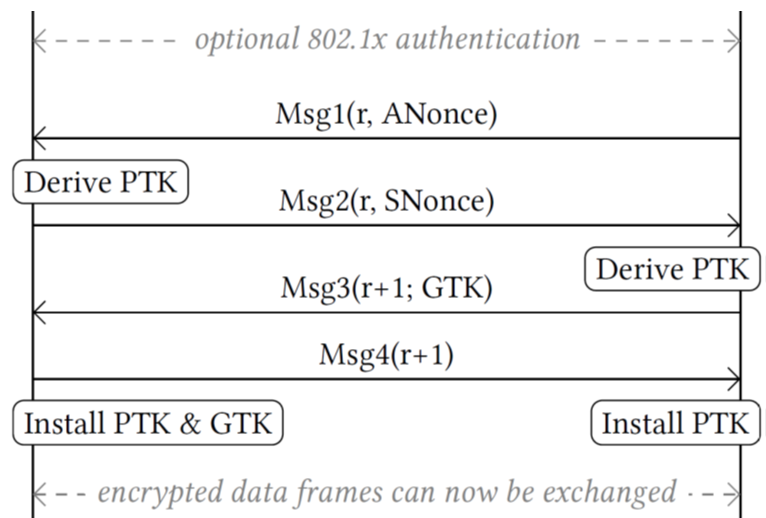 optional 802.1x authentication
Msg1(r, ANonce)
Derive PTK
Msg2(r, SNonce)
Derive PTK
Msg3(r+1; GTK)
Msg4(r+1)
Install PTK & GTK
Install PTK
encrypted data frames can now be exchanged